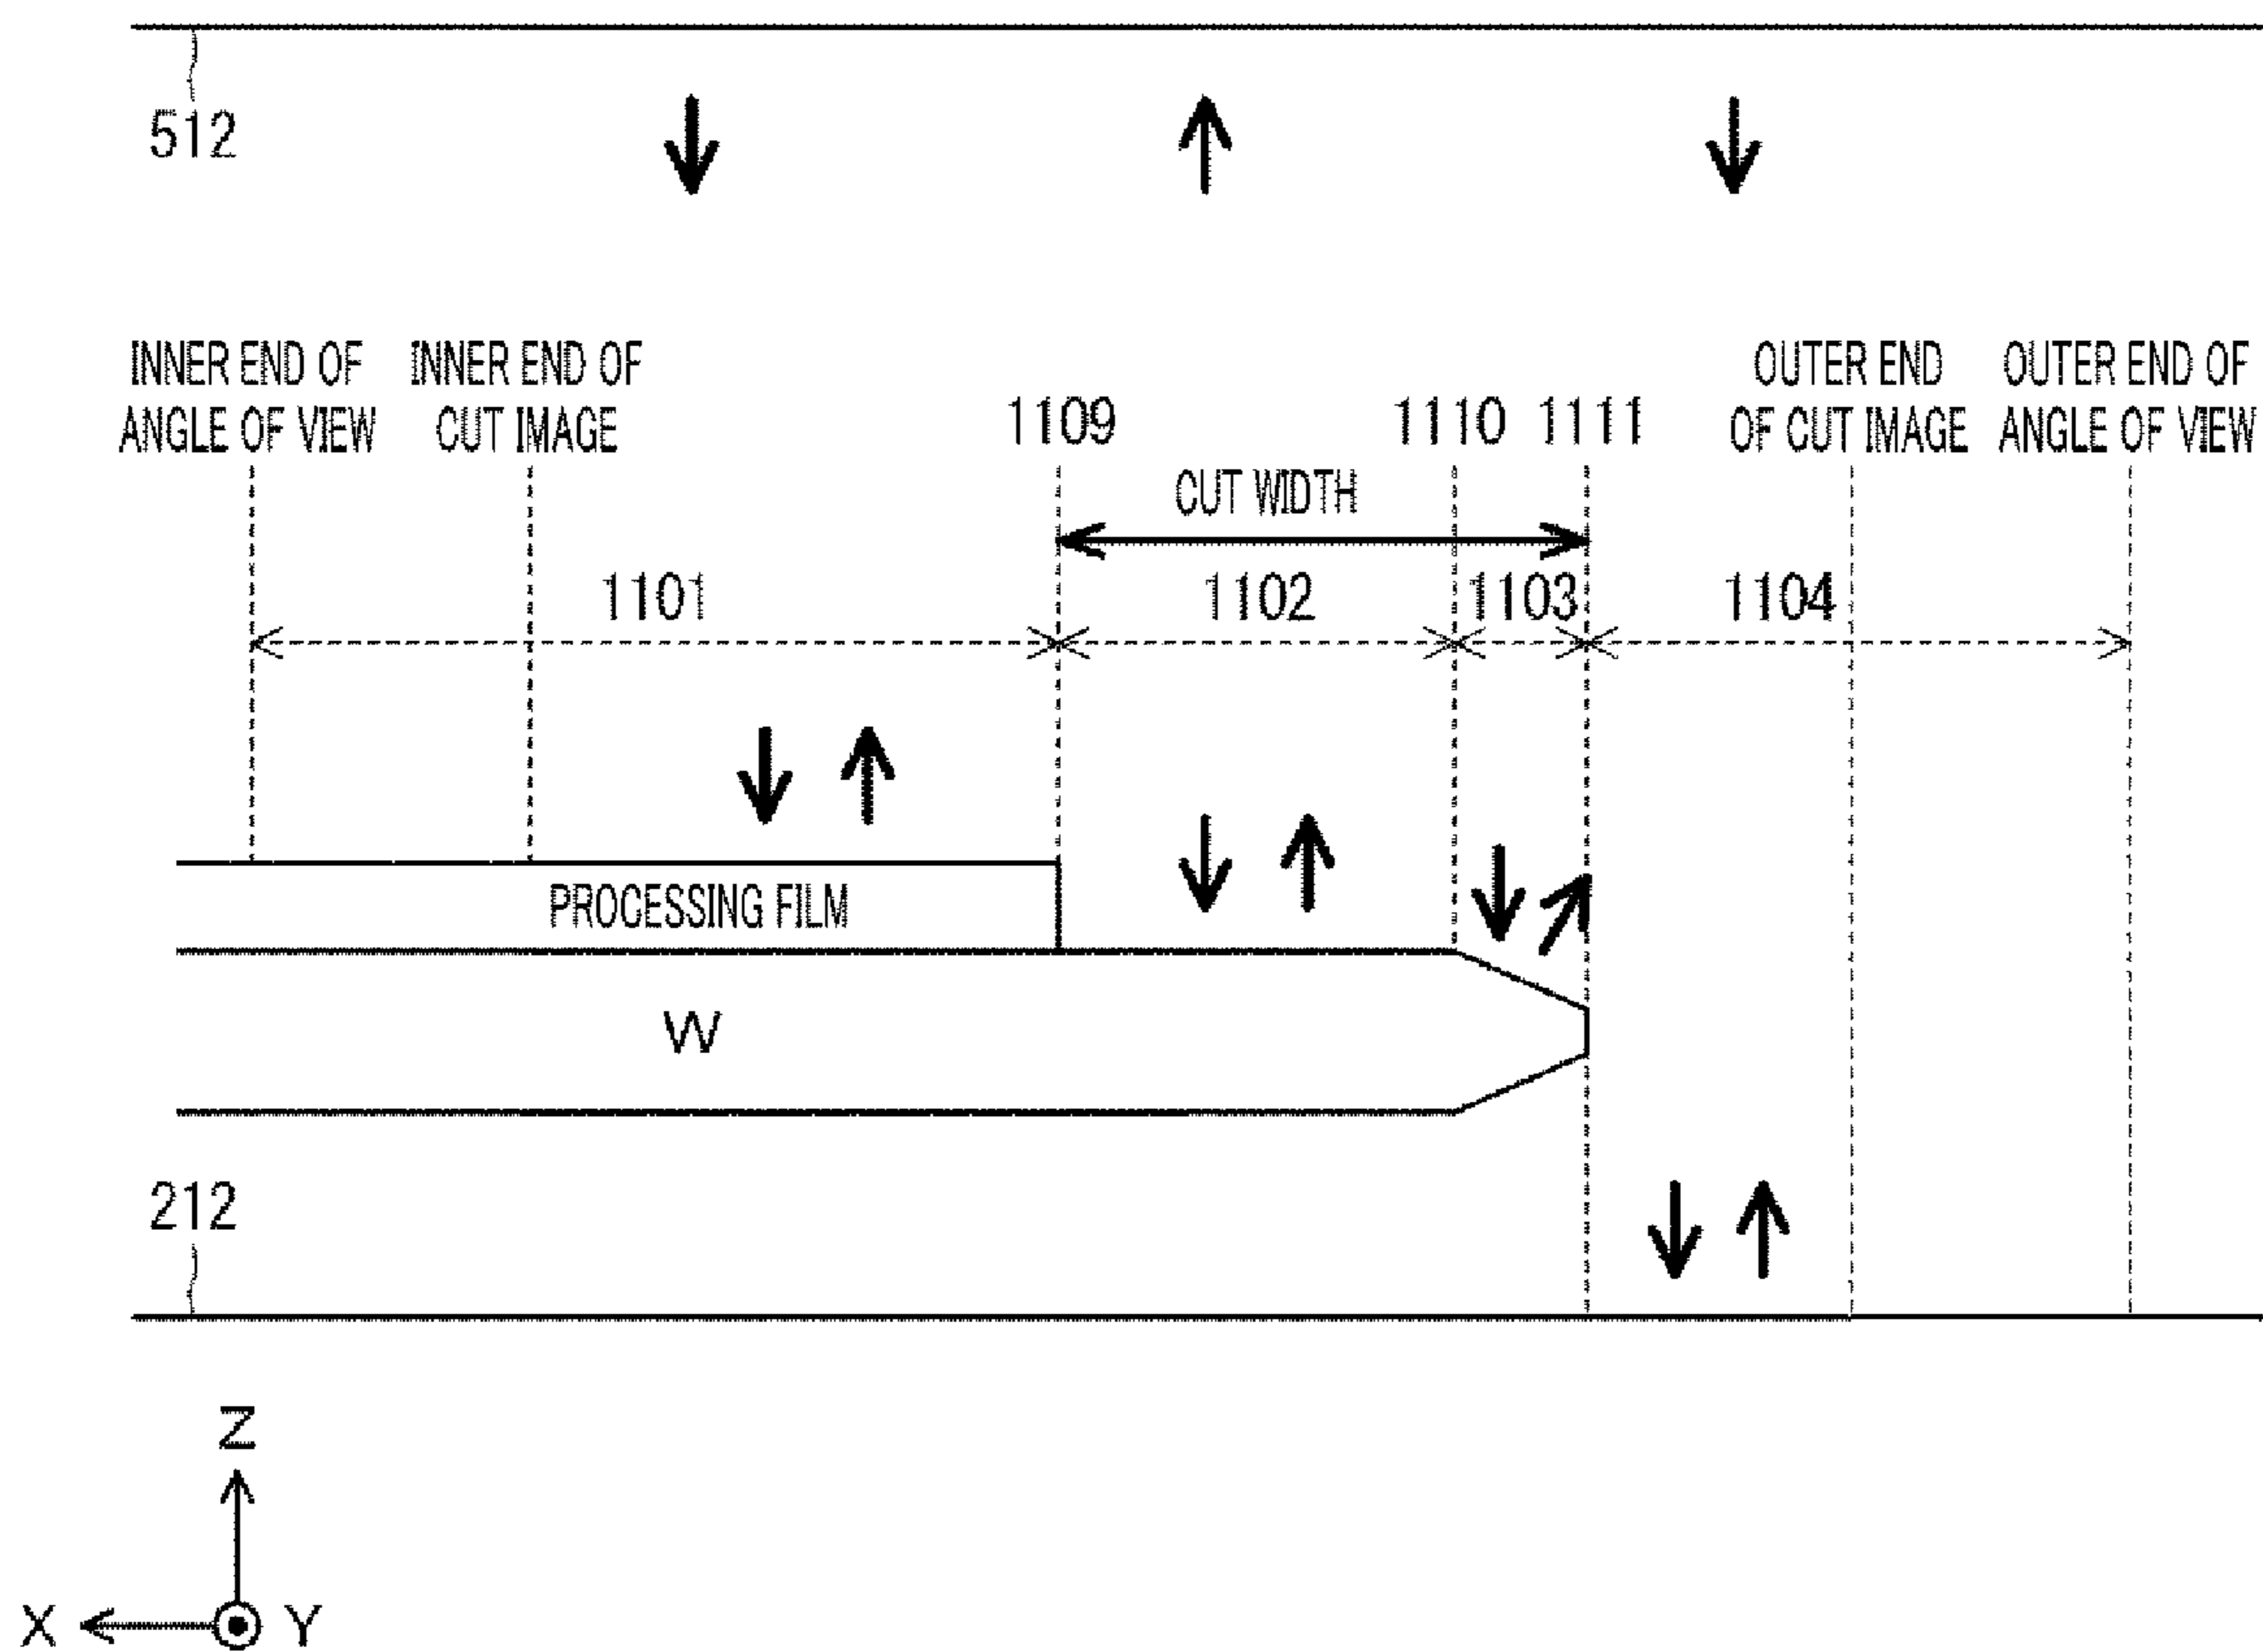 512
INNER END OF
ANGLE OF VIEW
INNER END OF
CUT IMAGE
1109
1110
1111
OUTER END
OF CUT IMAGE
OUTER END OF
ANGLE OF VIEW
CUT WIDTH
1101
1102
1103
1104
PROCESSING FILM
W
212
Z
X
Y